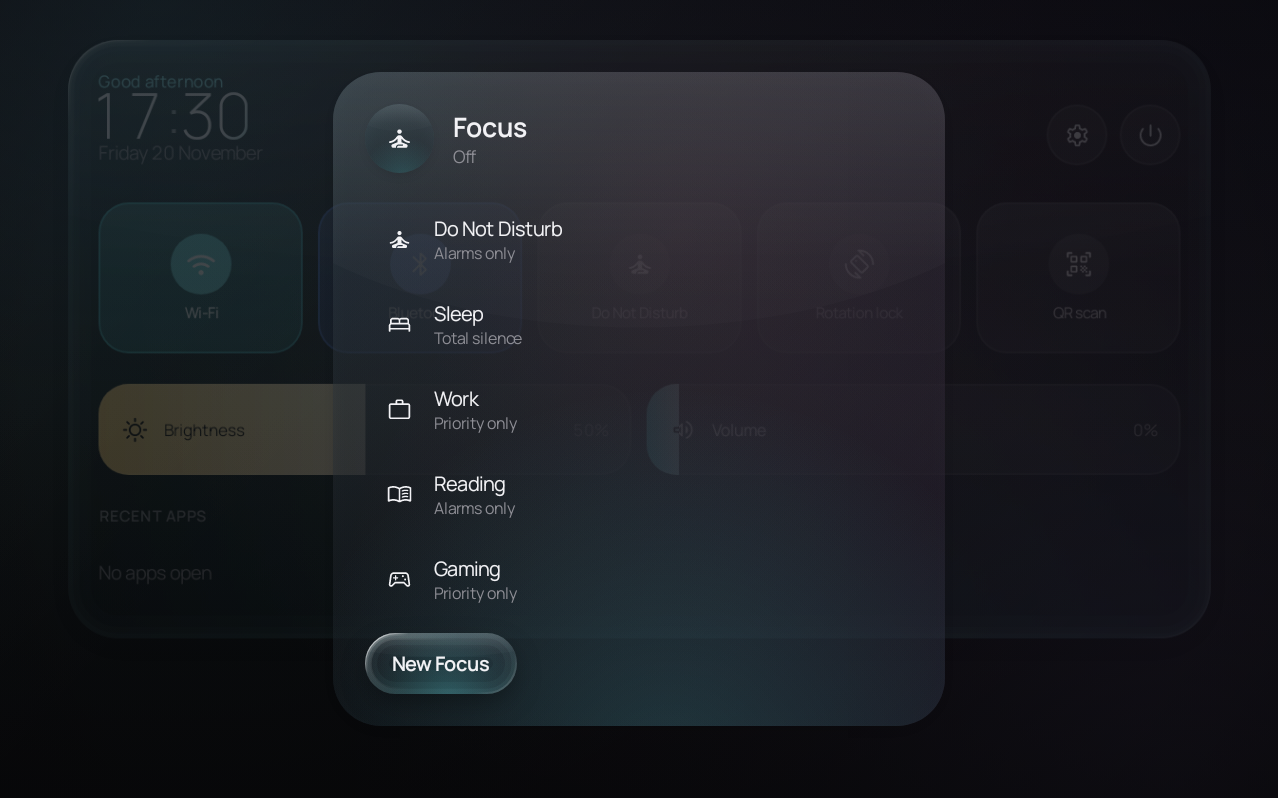 Good afternoon
17:30
Friday 20 November
Focus
Off
Do Not Disturb
Alarms only
Sleep
Total silence
Work
Priority only
Reading
Alarms only
Gaming
Priority only
New Focus
Wi-Fi
Do Not Disturb
Rotation lock
QR scan
Brightness
50%
Volume
0%
RECENT APPS
No apps open